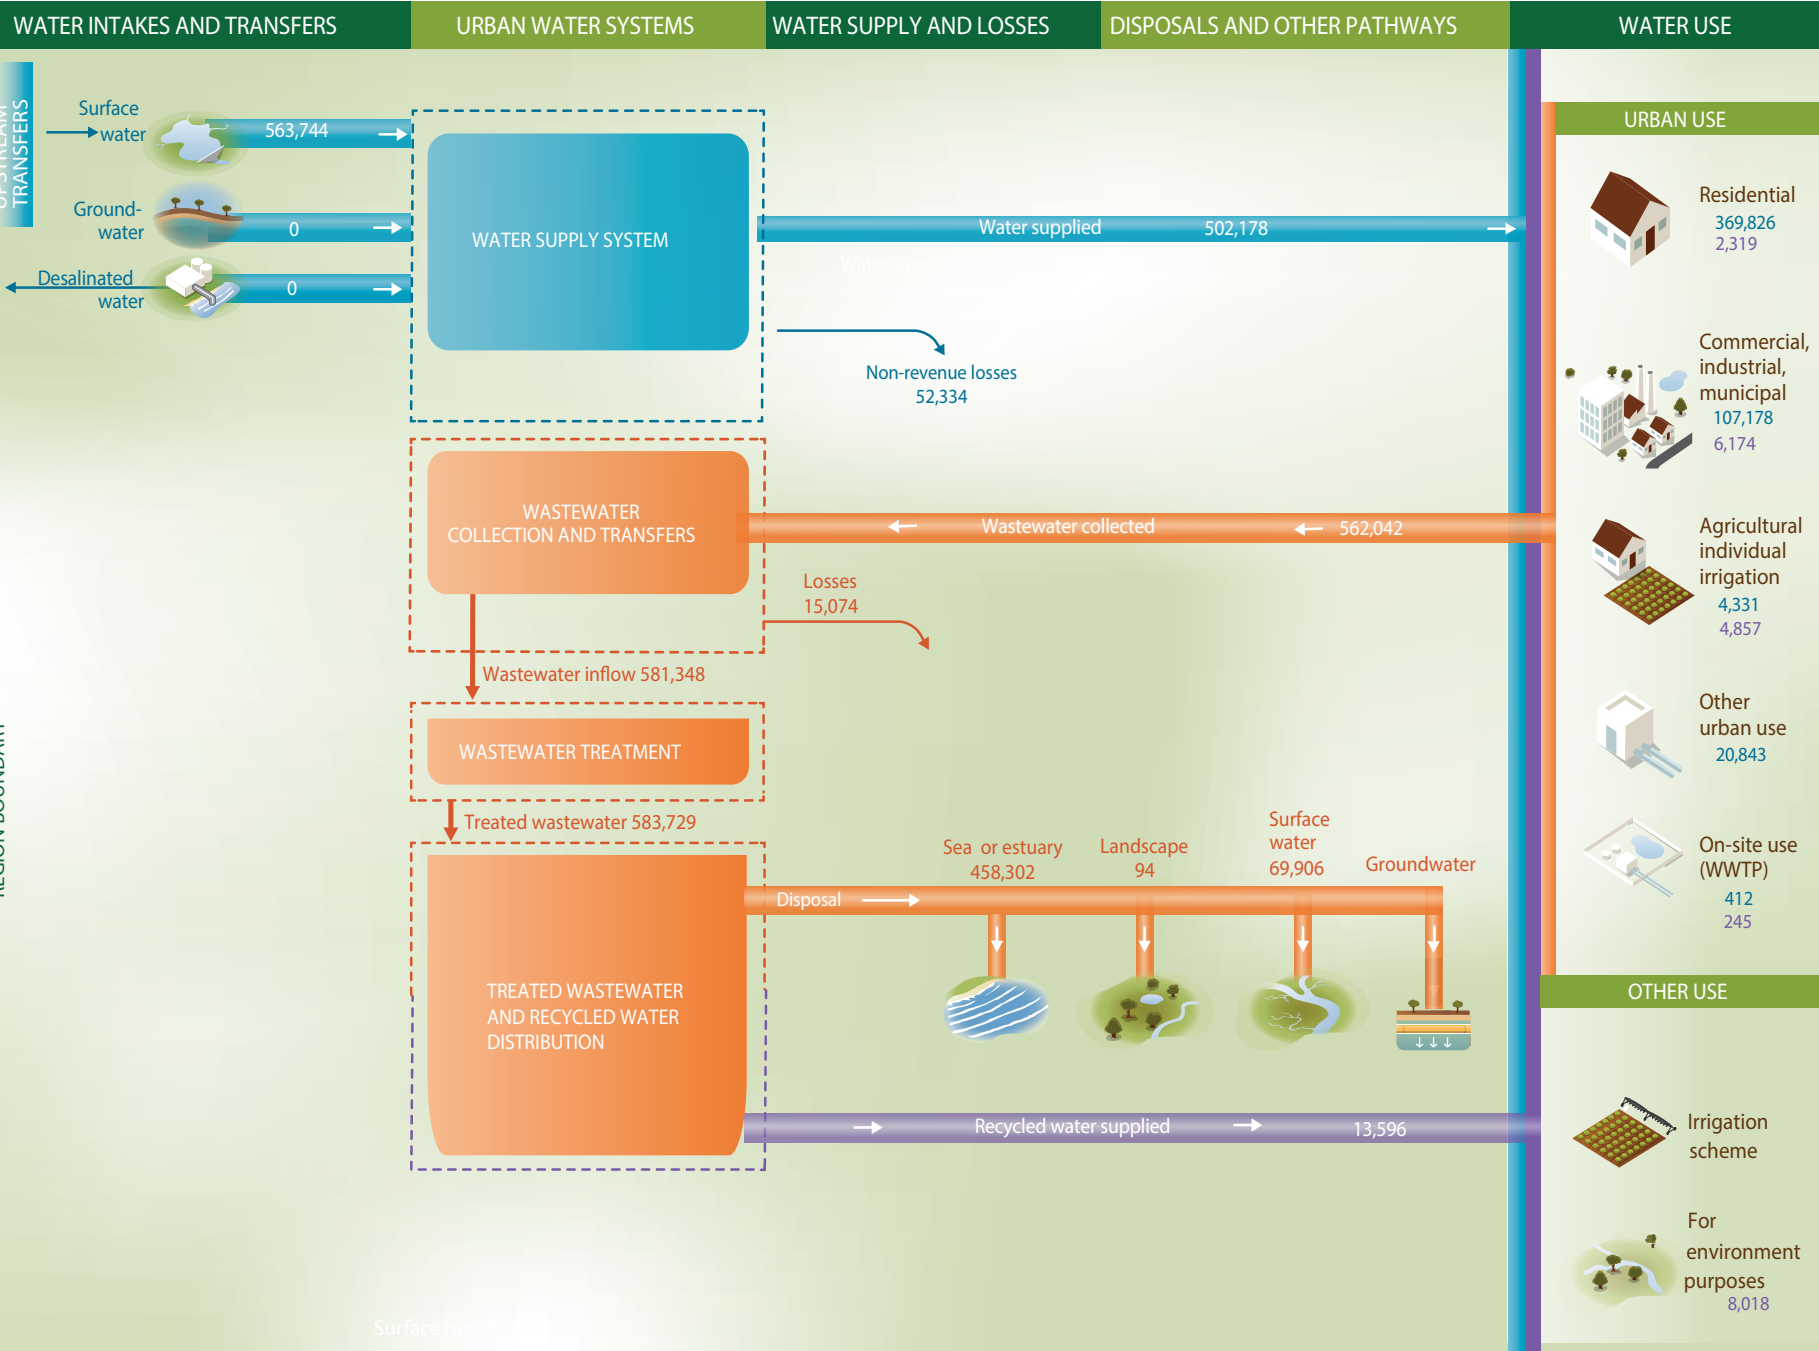 WATER INTAKES AND TRANSFERS
URBAN WATER SYSTEMS
WATER SUPPLY AND LOSSES
DISPOSALS AND OTHER PATHWAYS
WATER USE
TRANSFERS
Surface
water
563,744
Ground-
water
0
Desalinated
water
0
WATER SUPPLY SYSTEM
Water supplied
502,178
Water supplied
Non-revenue losses
52,334
WASTEWATER
COLLECTION AND TRANSFERS
Wastewater collected
562,042
Losses
15,074
Wastewater inflow 581,348
WASTEWATER TREATMENT
Treated wastewater 583,729
TREATED WASTEWATER
AND RECYCLED WATER
DISTRIBUTION
Disposal
Sea or estuary
458,302
Landscape
94
Surface
water
69,906
Groundwater
Recycled water supplied
13,596
Surface
URBAN USE
Residential
369,826
2,319
Commercial,
industrial,
municipal
107,178
6,174
Agricultural
individual
irrigation
4,331
4,857
Other
urban use
20,843
On-site use
(WWTP)
412
245
OTHER USE
Irrigation
scheme
For
environment
purposes
8,018